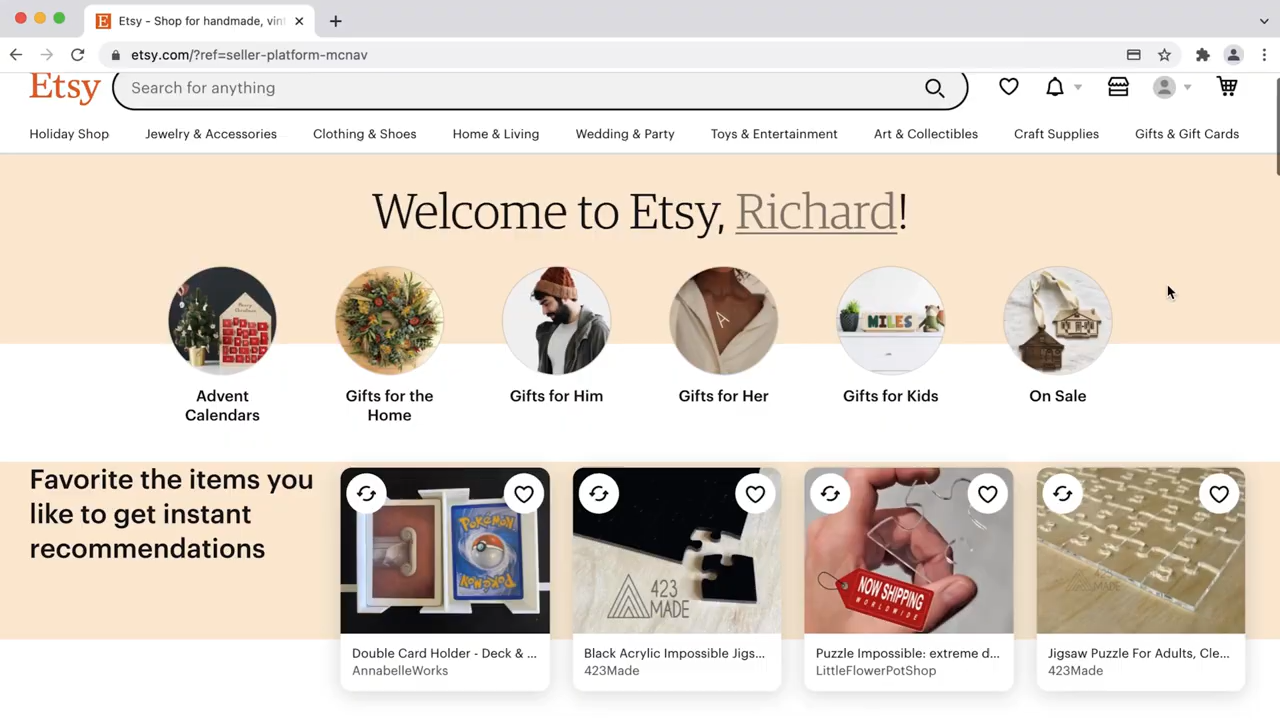 Etsy - Shop for handmade, vin
etsy.com/?ref=seller-platform-mcnav
Etsy
Search for anything
Holiday Shop
Jewelry & Accessories
Clothing & Shoes
Home & Living
Wedding & Party
Toys & Entertainment
Art & Collectibles
Craft Supplies
Gifts & Gift Cards
Welcome to Etsy, Richard!
A
MILES
Advent
Calendars
Gifts for the
Home
Gifts for Him
Gifts for Her
Gifts for Kids
On Sale
Favorite the items you
like to get instant
recommendations
POKéMON
POKéMON
423
MADE
NOW SHIPPING
WORLDWIDE
Double Card Holder - Deck & ...
AnnabelleWorks
Black Acrylic Impossible Jigs...
423Made
Puzzle Impossible: extreme d...
LittleFlowerPotShop
Jigsaw Puzzle For Adults, Cle...
423Made